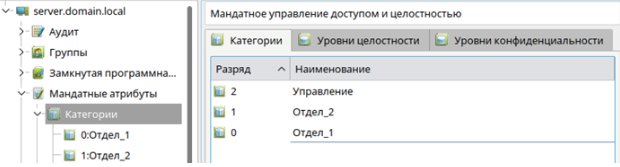 server.domain.local
Аудит
Группы
Замкнутая программна...
Мандатные атрибуты
Категории
0:Отдел_1
1:Отдел_2
Мандатное управление доступом и целостностью
Категории Уровни целостности Уровни конфиденциальности
Разряд Наименование
2 Управление
1 Отдел_2
0 Отдел_1